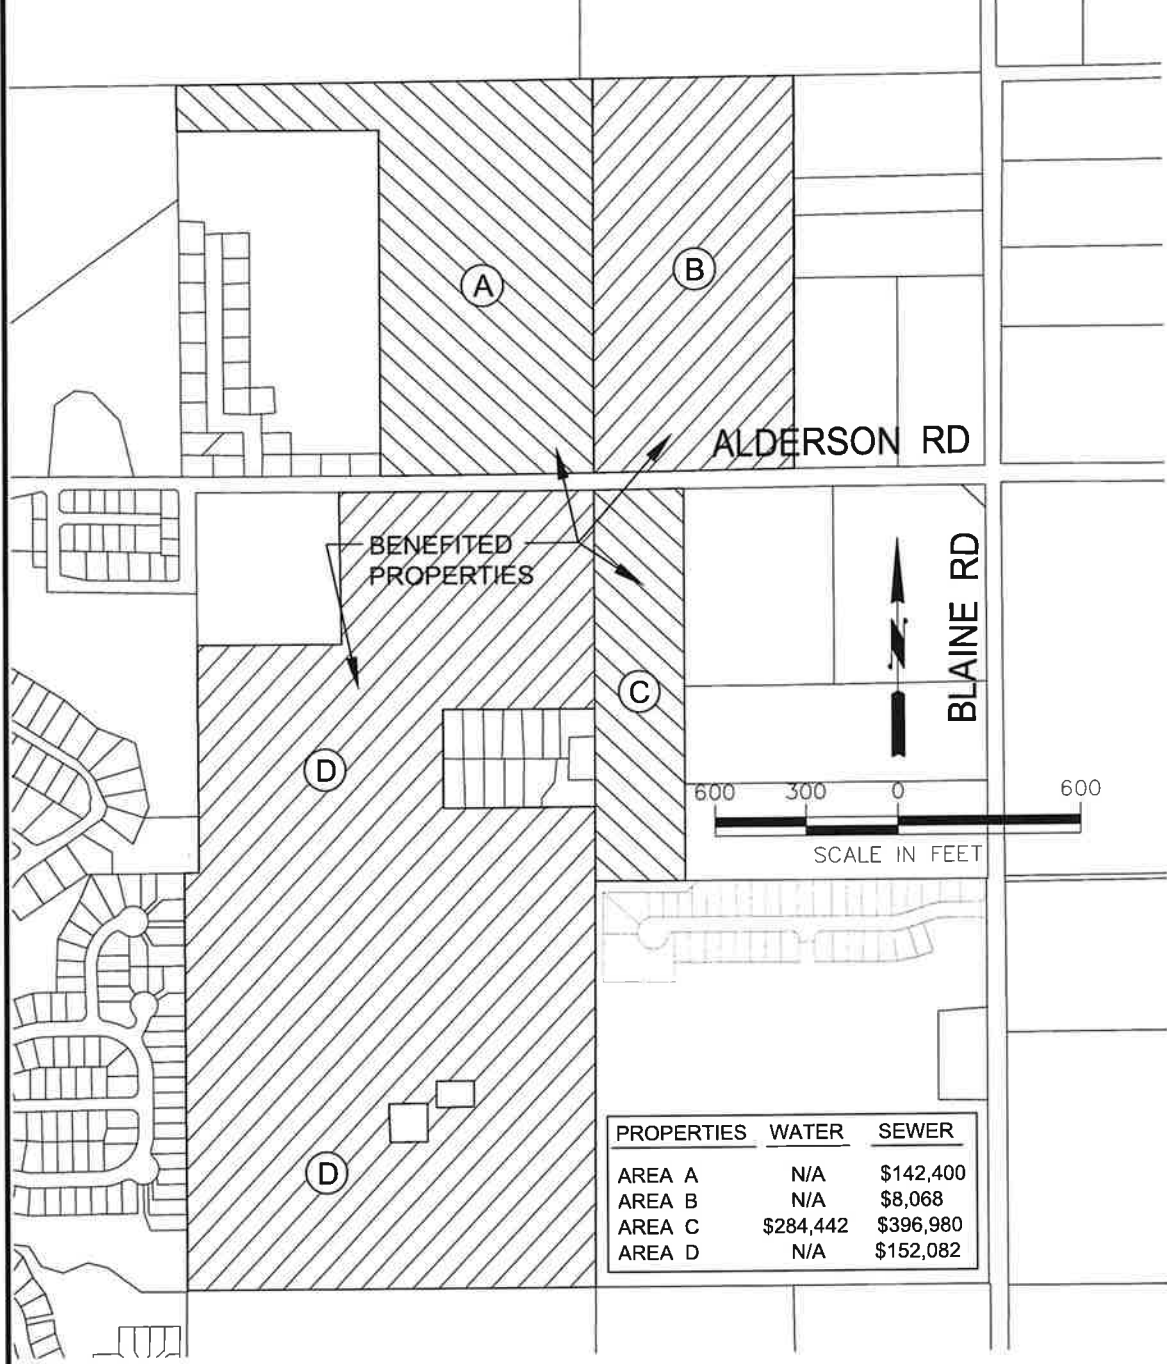 A
B
ALDERSON RD
BENEFITED
PROPERTIES
BLAINE RD
N
C
D
600 300 0 600
SCALE IN FEET
PROPERTIES WATER SEWER
AREA A N/A $142,400
AREA B N/A $8,068
AREA C $284,442 $396,980
AREA D N/A $152,082
D